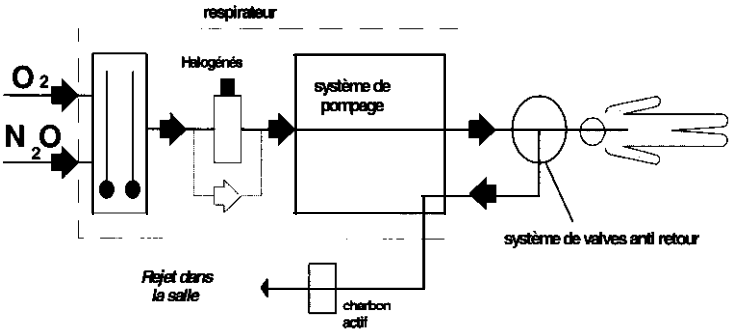 respirateur
Halogénés
O2
système de
pompage
N2O
système de valves anti retour
Rejet dans
la salle
charbon
actif